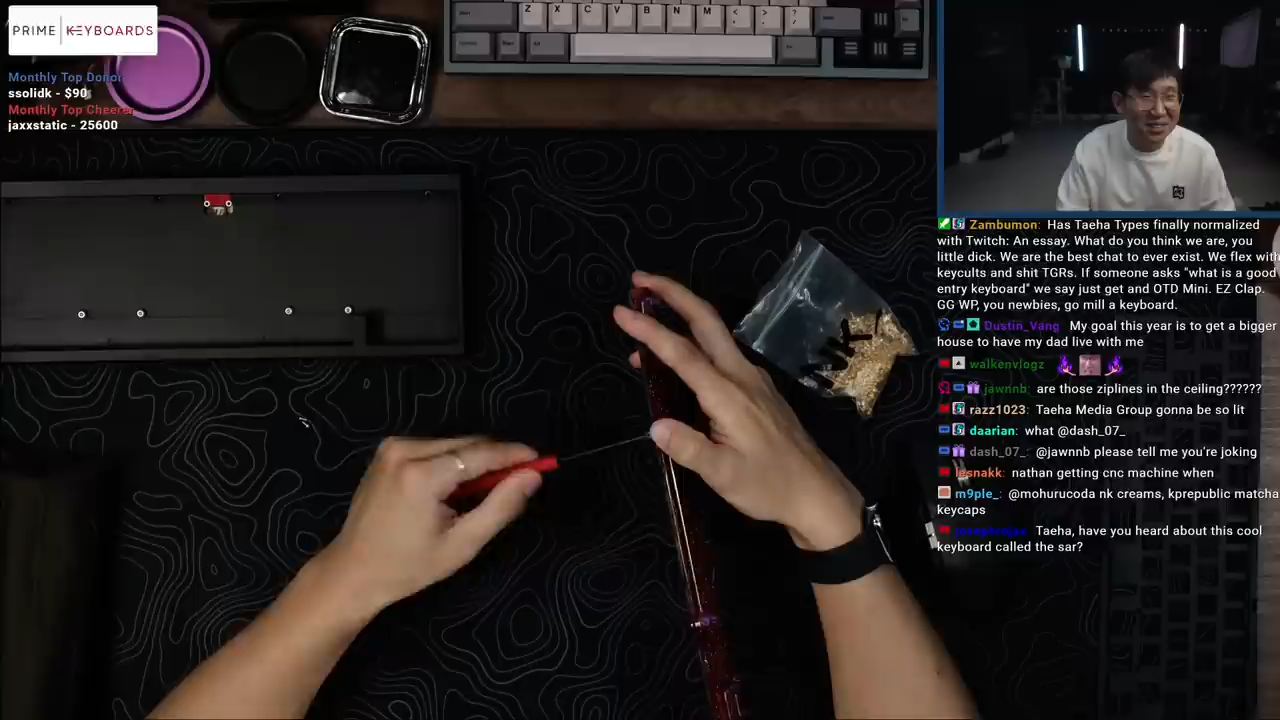 PRIME | KEYBOARDS
Monthly Top Donor
ssolidk - $90
Monthly Top Cheerer
jaxxstatic - 25600
Z X C V B N M < > ?
Zambumon: Has Taeha Types finally normalized
with Twitch: An essay. What do you think we are, you
little dick. We are the best chat to ever exist. We flex with
keycults and shit TGRs. If someone asks "what is a good
entry keyboard" we say just get and OTD Mini. EZ Clap.
GG WP, you newbies, go mill a keyboard.
Dustin_Vang My goal this year is to get a bigger
house to have my dad live with me
walkenvlogz
jawnnb: are those ziplines in the ceiling??????
razz1023: Taeha Media Group gonna be so lit
daarian: what @dash_07_
dash_07_: @jawnnb please tell me you're joking
nathan getting cnc machine when
m9ple_: @mohurucoda nk creams, kprepublic matcha
keycaps
Taeha, have you heard about this cool
keyboard called the sar?